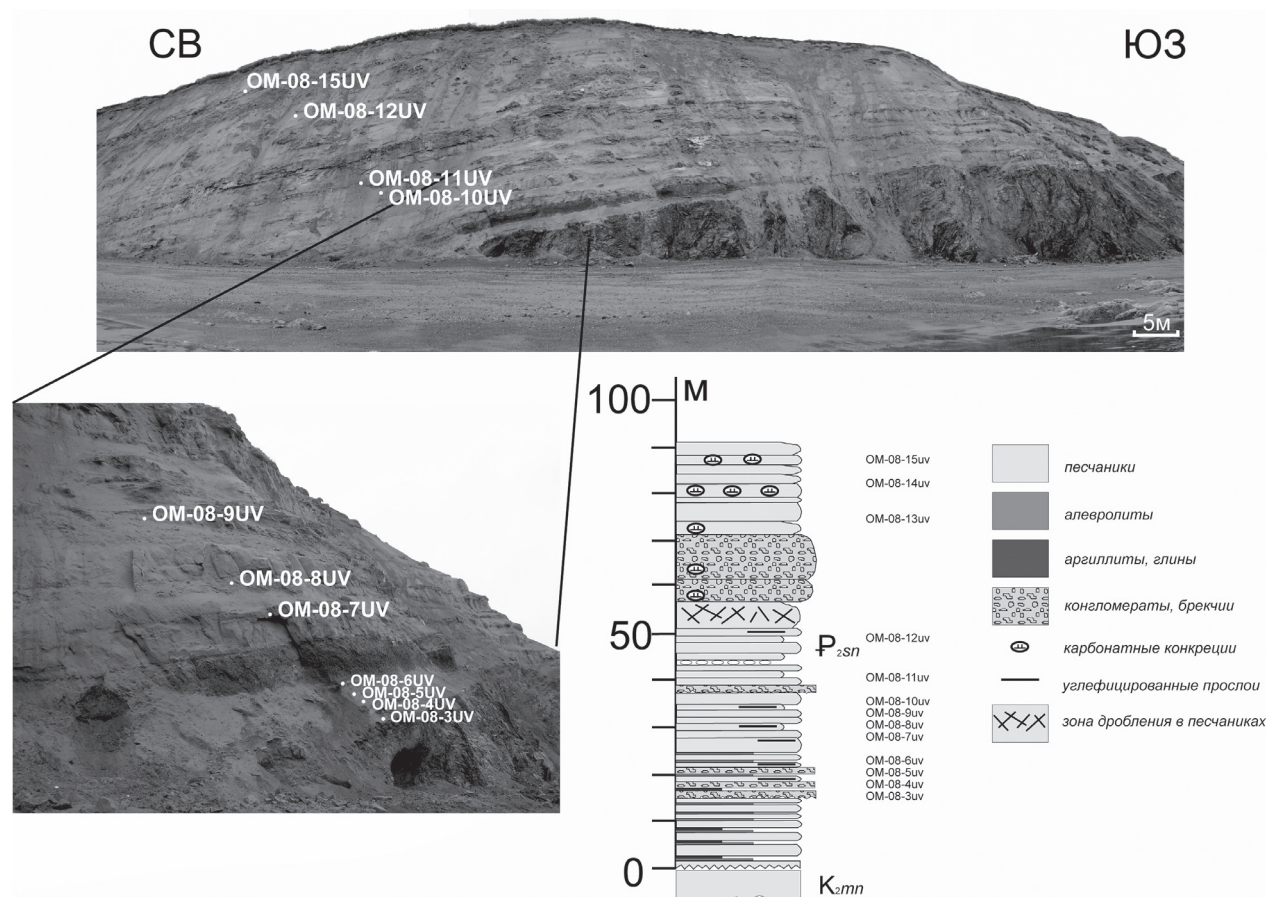 СВ
ЮЗ
OM-08-15UV
OM-08-12UV
OM-08-11UV
OM-08-10UV
5м
OM-08-9UV
OM-08-8UV
OM-08-7UV
OM-08-6UV
OM-08-5UV
OM-08-4UV
OM-08-3UV
100 м
50
0
OM-08-15uv
OM-08-14uv
OM-08-13uv
OM-08-12uv
OM-08-11uv
OM-08-10uv
OM-08-9uv
OM-08-8uv
OM-08-7uv
OM-08-6uv
OM-08-5uv
OM-08-4uv
OM-08-3uv
₽₂sn
K₂mn
песчаники
алевролиты
аргиллиты, глины
конгломераты, брекчии
карбонатные конкреции
углефицированные прослои
зона дробления в песчаниках